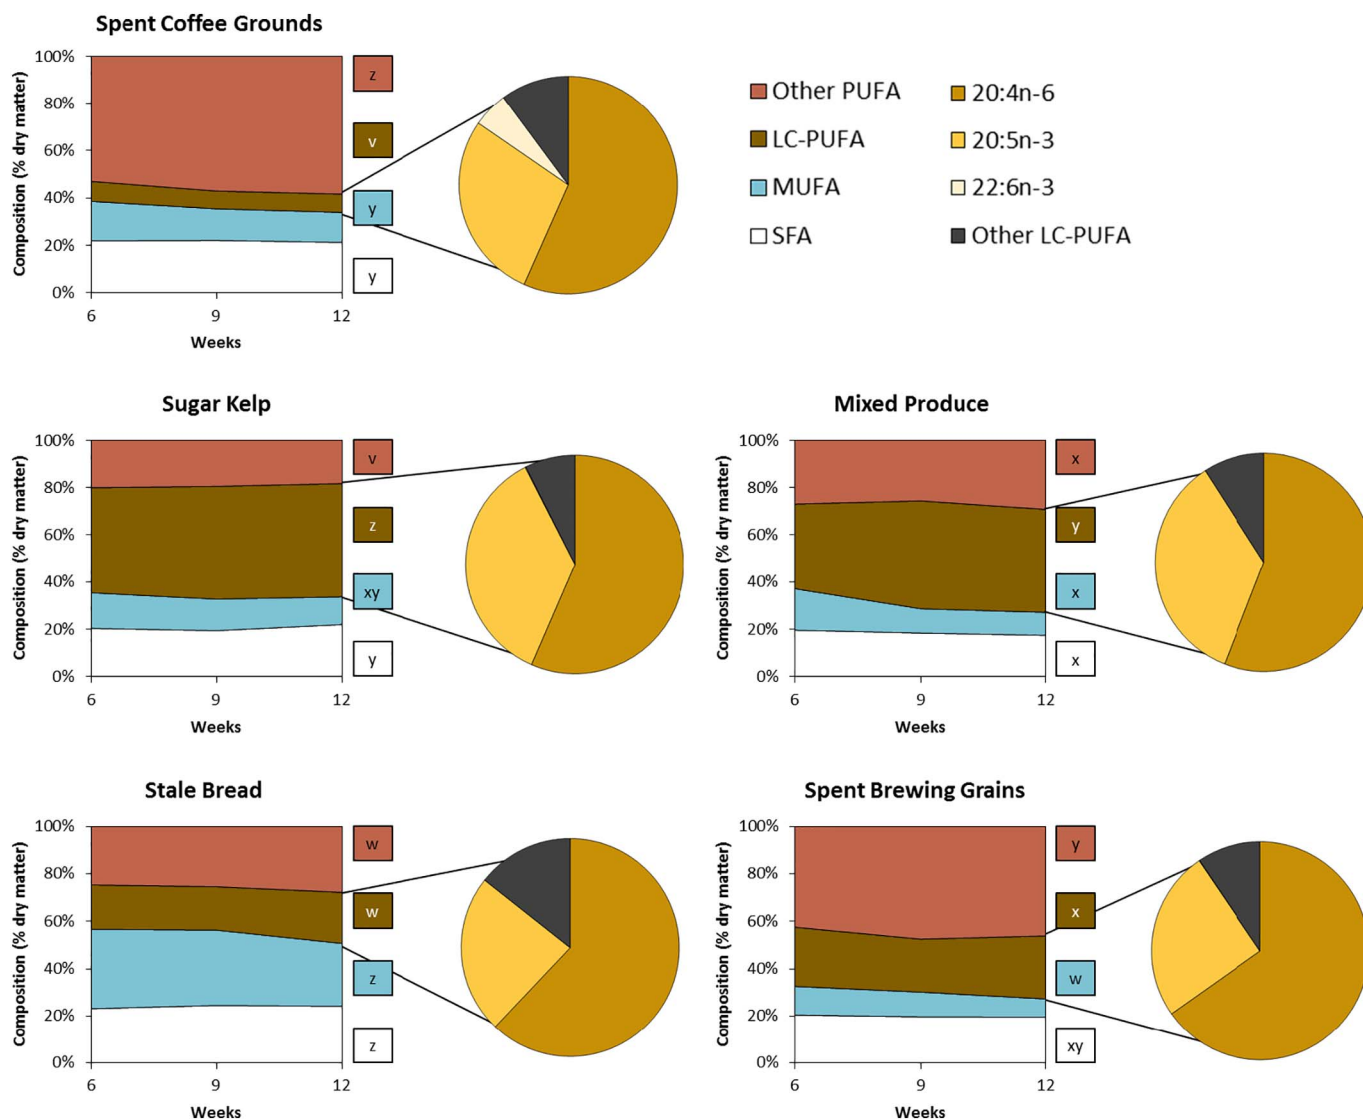 Spent Coffee Grounds
Composition (% dry matter)
100%
80%
60%
40%
20%
0%
6 9 12
Weeks
z
v
y
y
Other PUFA
LC-PUFA
MUFA
SFA
20:4n-6
20:5n-3
22:6n-3
Other LC-PUFA
Sugar Kelp
Composition (% dry matter)
100%
80%
60%
40%
20%
0%
6 9 12
Weeks
v
z
xy
y
Mixed Produce
Composition (% dry matter)
100%
80%
60%
40%
20%
0%
6 9 12
Weeks
x
y
x
x
Stale Bread
Composition (% dry matter)
100%
80%
60%
40%
20%
0%
6 9 12
Weeks
w
w
z
z
Spent Brewing Grains
Composition (% dry matter)
100%
80%
60%
40%
20%
0%
6 9 12
Weeks
y
x
w
xy